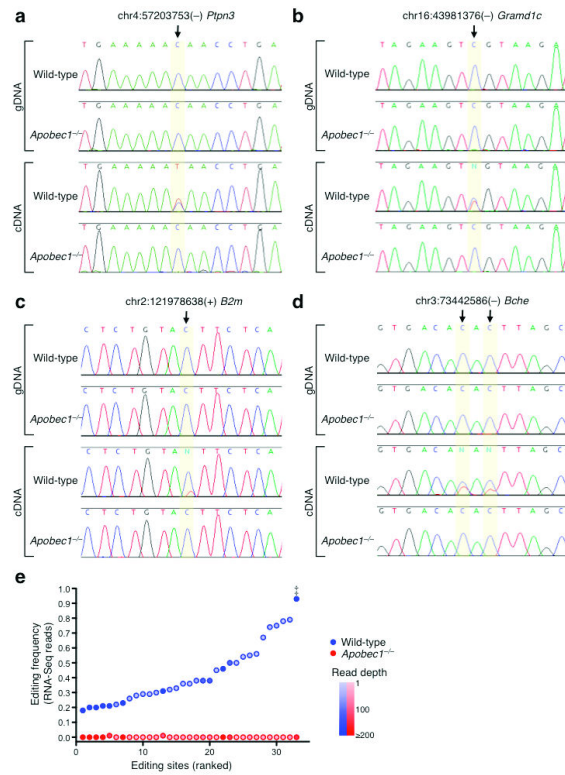 a
chr4:57203753(−) Ptpn3
gDNA
T G A A A A A C A A C C T G A
Wild-type
T G A A A A A C A A C C T G A
Apobec1−/−
cDNA
T G A A A A A T A A C C T G A
Wild-type
T G A A A A A C A A C C T G A
Apobec1−/−
b
chr16:43981376(−) Gramd1c
gDNA
T A G A A G T C G T A A G A
Wild-type
T A G A A G T C G T A A G A
Apobec1−/−
cDNA
T A G A A G T N G T A A G A
Wild-type
T A G A A G T C G T A A G A
Apobec1−/−
c
chr2:121978638(+) B2m
gDNA
C T C T G T A C T T C T C A
Wild-type
C T C T G T A C T T C T C A
Apobec1−/−
cDNA
C T C T G T A N T T C T C A
Wild-type
C T C T G T A C T T C T C A
Apobec1−/−
d
chr3:73442586(−) Bche
gDNA
G T G A C A C A C T T A G C
Wild-type
G T G A C A C A C T T A G C
Apobec1−/−
cDNA
G T G A C A N A N T T A G C
Wild-type
G T G A C A C A C T T A G C
Apobec1−/−
e
Editing frequency
(RNA-Seq reads)
1.0
0.9
0.8
0.7
0.6
0.5
0.4
0.3
0.2
0.1
0.0
‡
0 10 20 30
Editing sites (ranked)
Wild-type
Apobec1−/−
Read depth
1
100
≥200